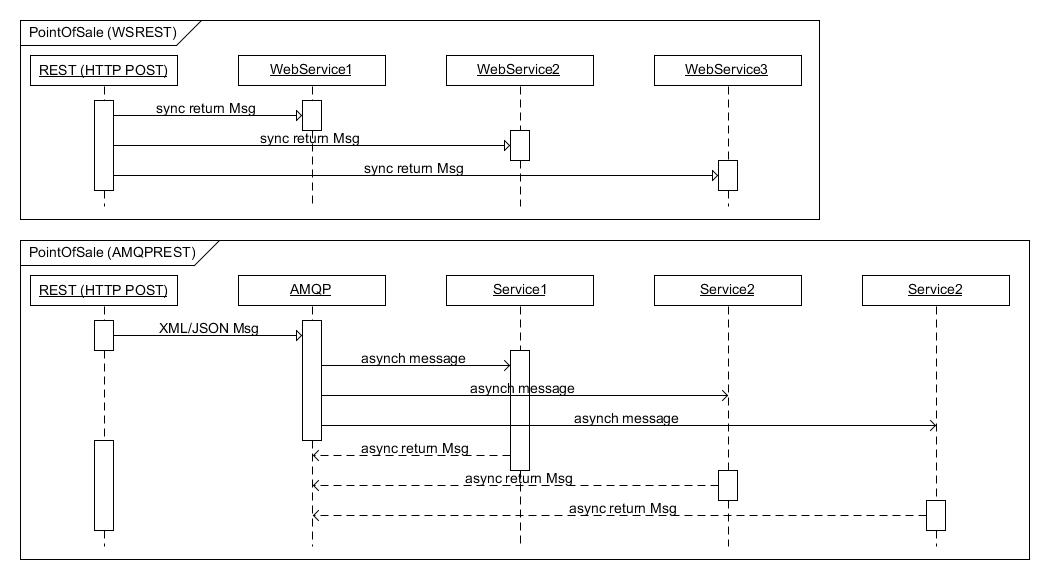 PointOfSale (WSREST)
REST (HTTP POST)
WebService1
WebService2
WebService3
sync return Msg
sync return Msg
sync return Msg
PointOfSale (AMQPREST)
REST (HTTP POST)
AMQP
Service1
Service2
Service2
XML/JSON Msg
asynch message
asynch message
asynch message
async return Msg
async return Msg
async return Msg